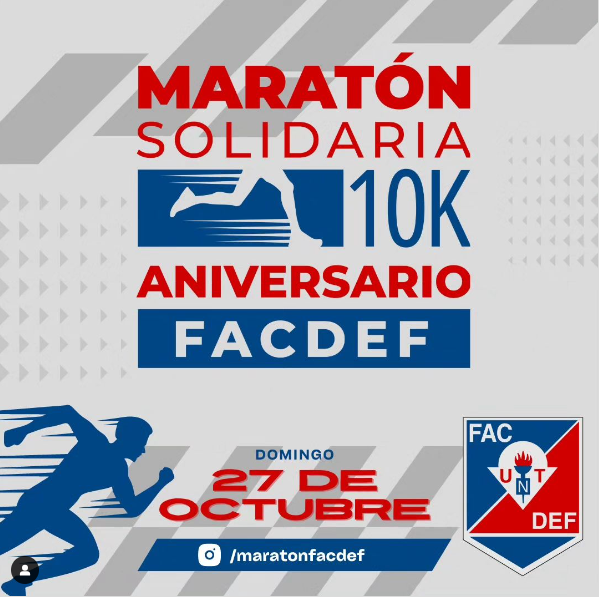 MARATÓN
SOLIDARIA
10K
ANIVERSARIO
FACDEF
DOMINGO
27 DE
OCTUBRE
/maratonfacdef
FAC
U N T
DEF